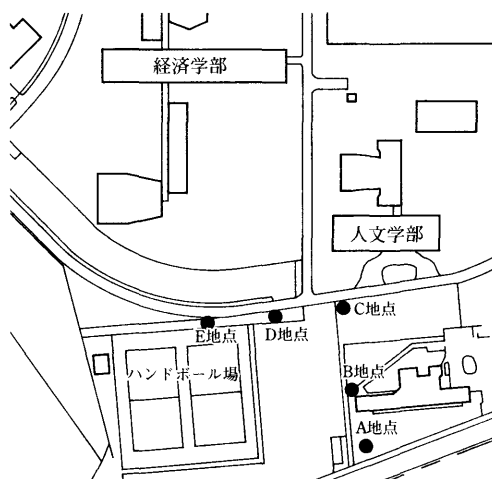 経済学部
人文学部
C地点
D地点
E地点
ハンドボール場
B地点
A地点